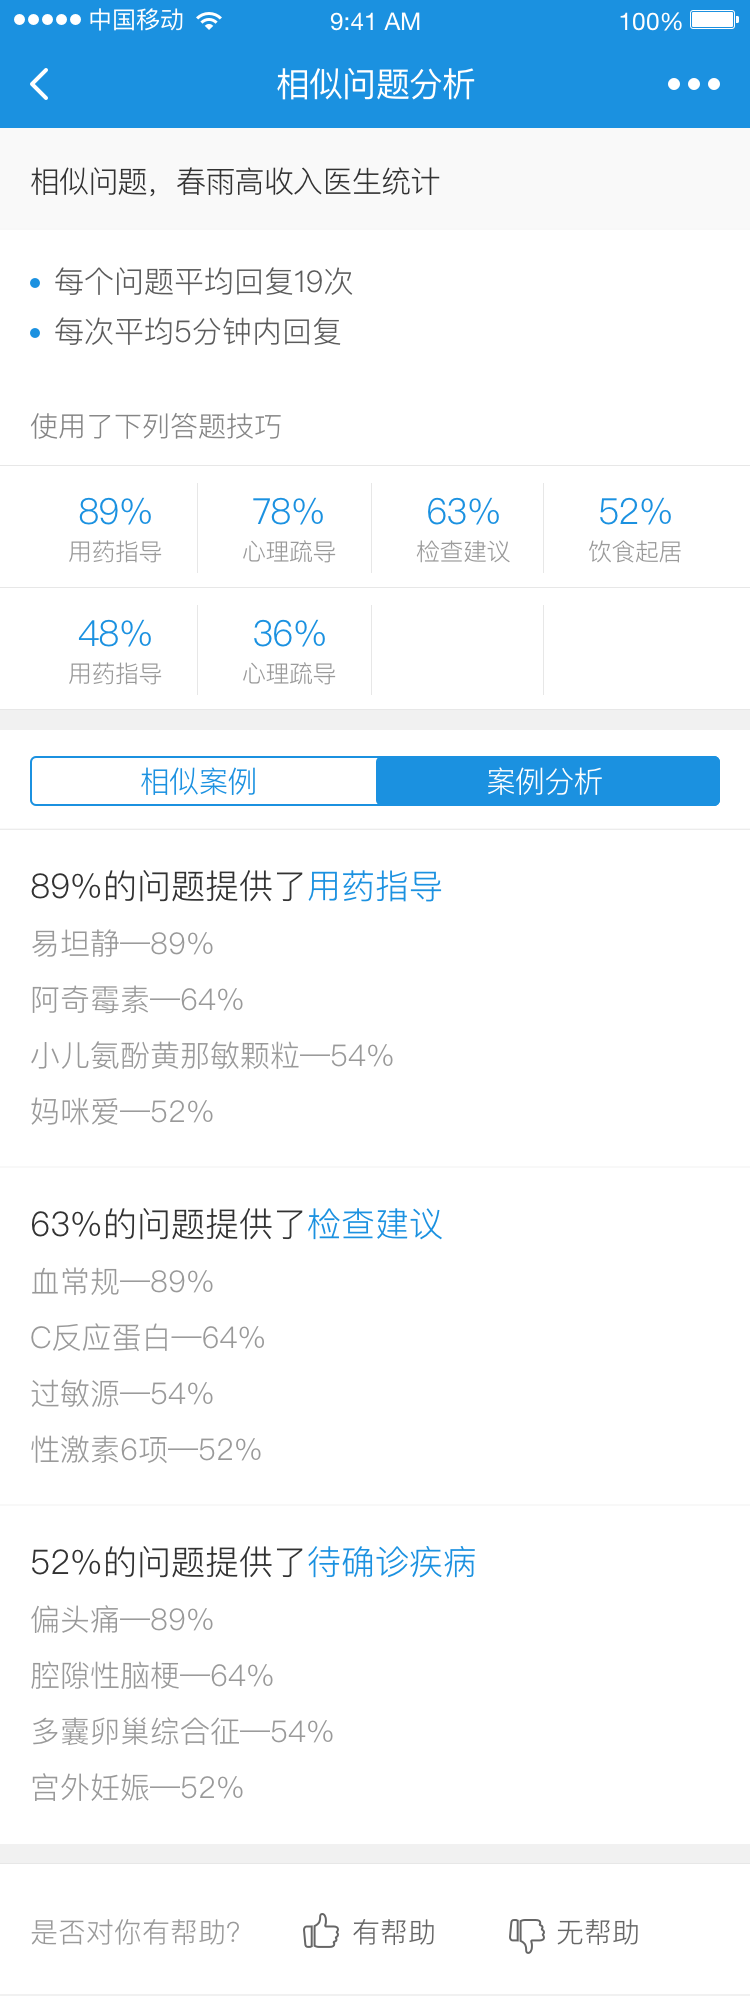 中国移动 9:41 AM 100%
相似问题分析
相似问题，春雨高收入医生统计
每个问题平均回复19次
每次平均5分钟内回复
使用了下列答题技巧
89% 78% 63% 52%
用药指导 心理疏导 检查建议 饮食起居
48% 36%
用药指导 心理疏导
相似案例 案例分析
89%的问题提供了用药指导
易坦静—89%
阿奇霉素—64%
小儿氨酚黄那敏颗粒—54%
妈咪爱—52%
63%的问题提供了检查建议
血常规—89%
C反应蛋白—64%
过敏源—54%
性激素6项—52%
52%的问题提供了待确诊疾病
偏头痛—89%
腔隙性脑梗—64%
多囊卵巢综合征—54%
宫外妊娠—52%
是否对你有帮助? 有帮助 无帮助